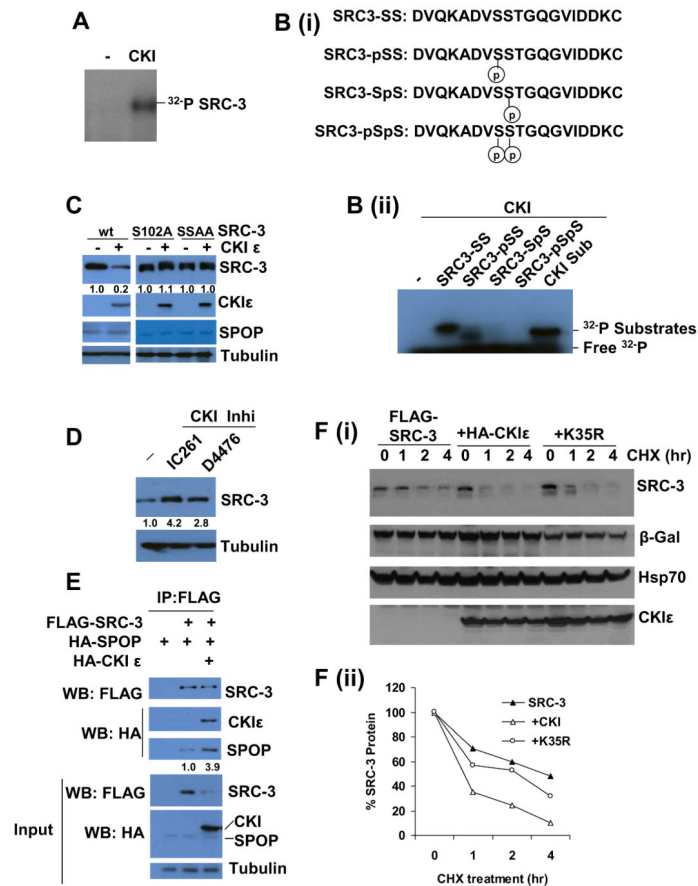 A
- CKI
32-P SRC-3
B (i)
SRC3-SS: DVQKADVSSTGQGVIDDKC
SRC3-pSS: DVQKADVSSTGQGVIDDKC
p
SRC3-SpS: DVQKADVSSTGQGVIDDKC
p
SRC3-pSpS: DVQKADVSSTGQGVIDDKC
p p
C
wt S102A SSAA SRC-3
- + - + - + CKI ε
SRC-3
1.0 0.2 1.0 1.1 1.0 1.0
CKIε
SPOP
Tubulin
B (ii)
CKI
- SRC3-SS SRC3-pSS SRC3-SpS SRC3-pSpS CKI Sub
32-P Substrates
Free 32-P
D
CKI Inhi
- IC261 D4476
SRC-3
1.0 4.2 2.8
Tubulin
E
IP:FLAG
FLAG-SRC-3 + +
HA-SPOP + + +
HA-CKI ε +
WB: FLAG SRC-3
WB: HA CKIε
SPOP
1.0 3.9
Input
WB: FLAG SRC-3
WB: HA CKI
SPOP
Tubulin
F (i)
FLAG-SRC-3 +HA-CKIε +K35R
0 1 2 4 0 1 2 4 0 1 2 4 CHX (hr)
SRC-3
β-Gal
Hsp70
CKIε
F (ii)
% SRC-3 Protein
120
100
80
60
40
20
0
SRC-3
+CKI
+K35R
0 1 2 4
CHX treatment (hr)